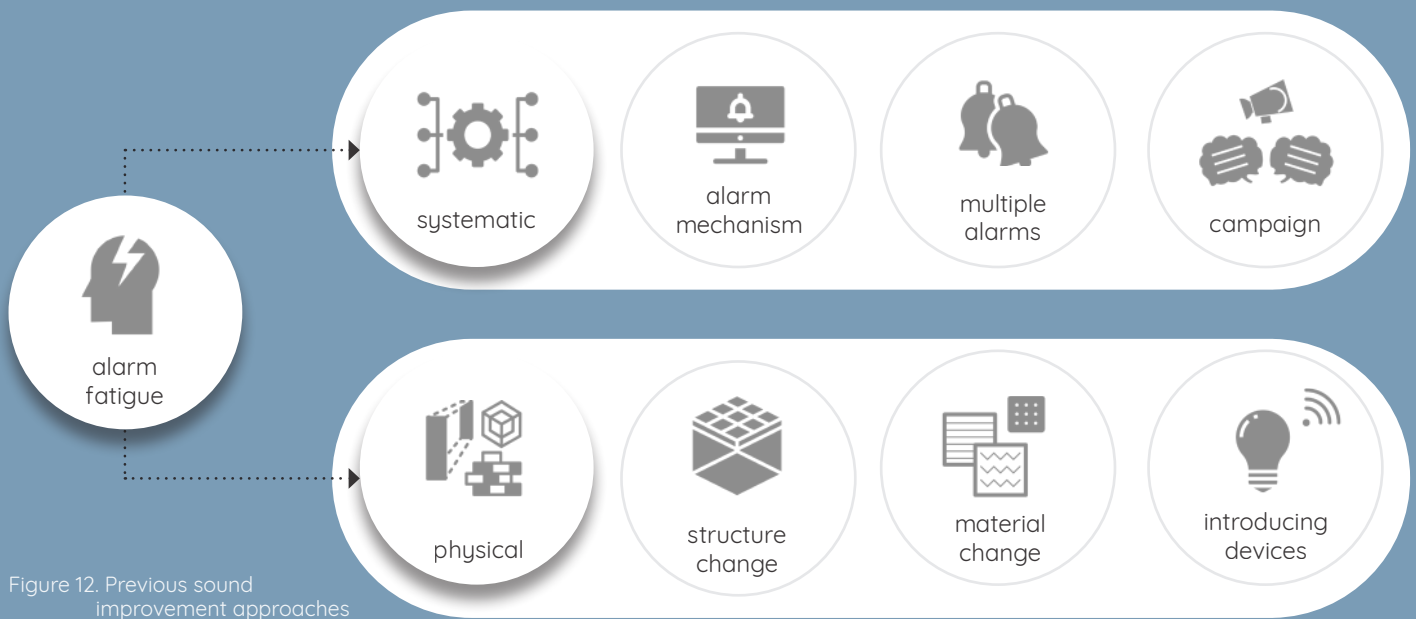 systematic
alarm
mechanism
multiple
alarms
campaign
alarm
fatigue
physical
structure
change
material
change
introducing
devices
Figure 12. Previous sound
improvement approaches